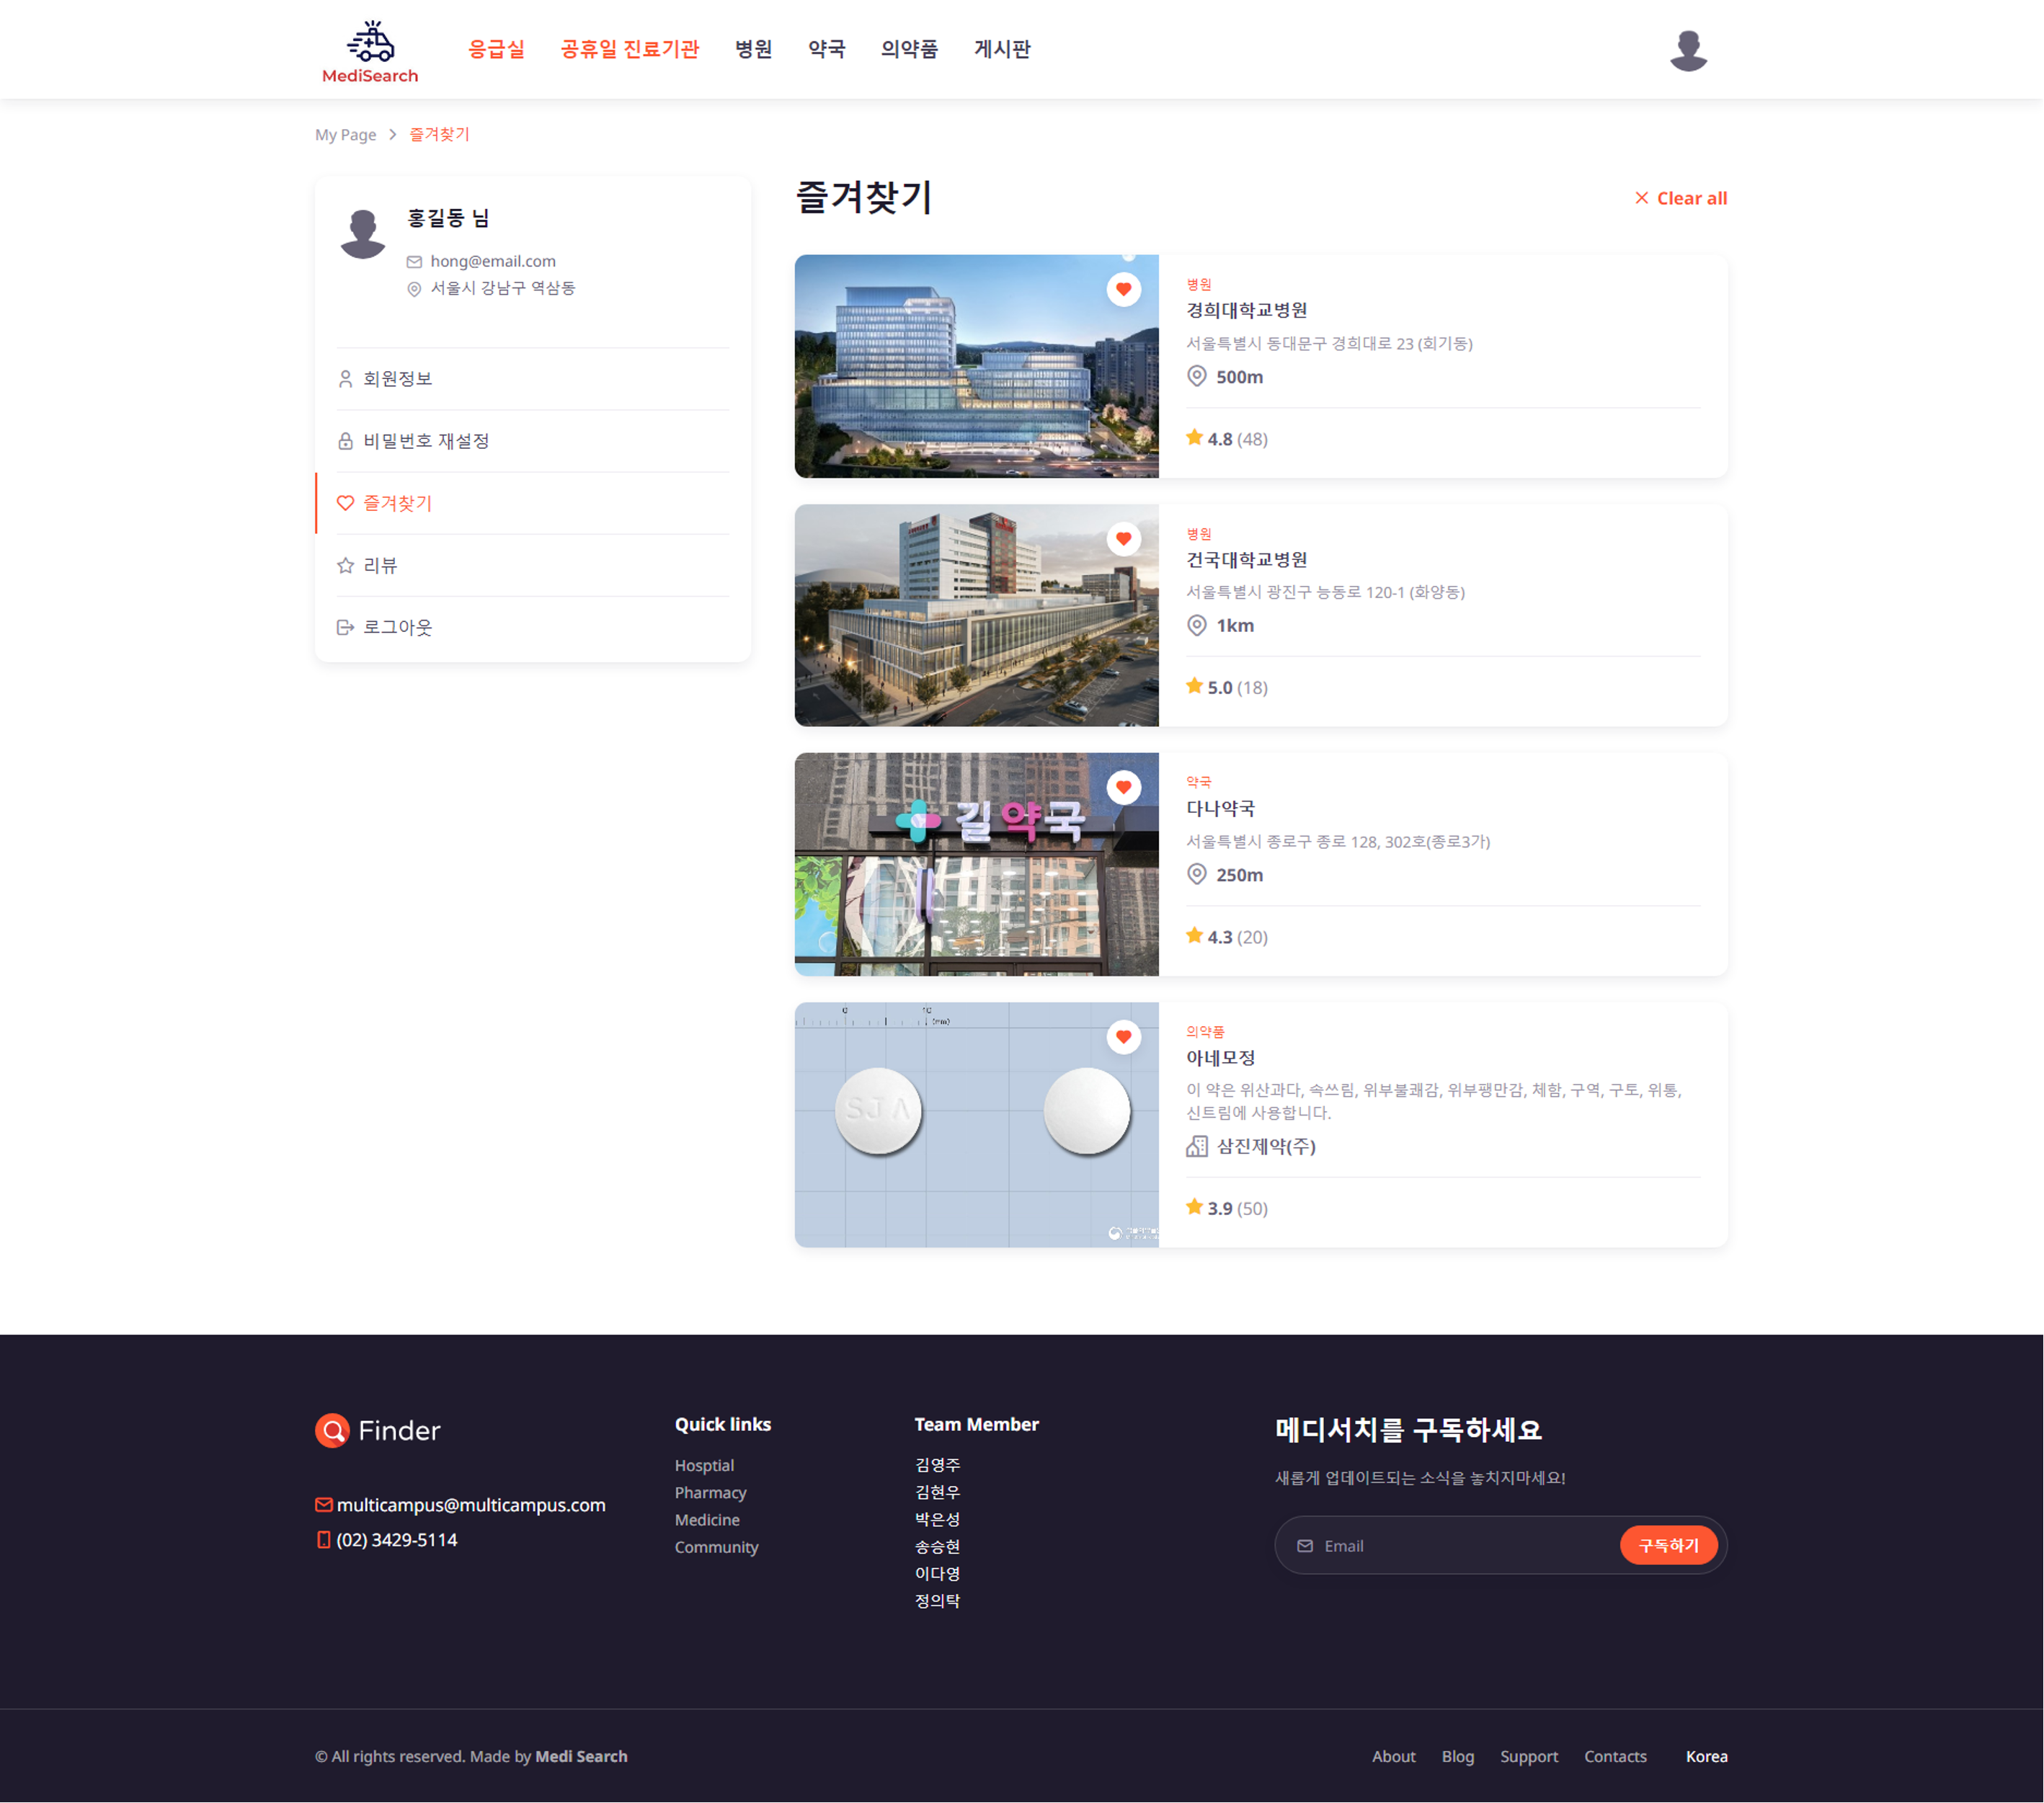 MediSearch
응급실
공휴일 진료기관
병원
약국
의약품
게시판
My Page
즐겨찾기
홍길동 님
hong@email.com
서울시 강남구 역삼동
회원정보
비밀번호 재설정
즐겨찾기
리뷰
로그아웃
즐겨찾기
Clear all
병원
경희대학교병원
서울특별시 동대문구 경희대로 23 (회기동)
500m
4.8 (48)
병원
건국대학교병원
서울특별시 광진구 능동로 120-1 (화양동)
1km
5.0 (18)
길약국
약국
다나약국
서울특별시 종로구 종로 128, 302호(종로3가)
250m
4.3 (20)
0 10
(mm)
SJA
의약품
아네모정
이 약은 위산과다, 속쓰림, 위부불쾌감, 위부팽만감, 체함, 구역, 구토, 위통,
신트림에 사용합니다.
삼진제약(주)
3.9 (50)
Finder
multicampus@multicampus.com
(02) 3429-5114
Quick links
Hosptial
Pharmacy
Medicine
Community
Team Member
김영주
김현우
박은성
송승현
이다영
정의탁
메디서치를 구독하세요
새롭게 업데이트되는 소식을 놓치지마세요!
Email
구독하기
© All rights reserved. Made by Medi Search
About
Blog
Support
Contacts
Korea